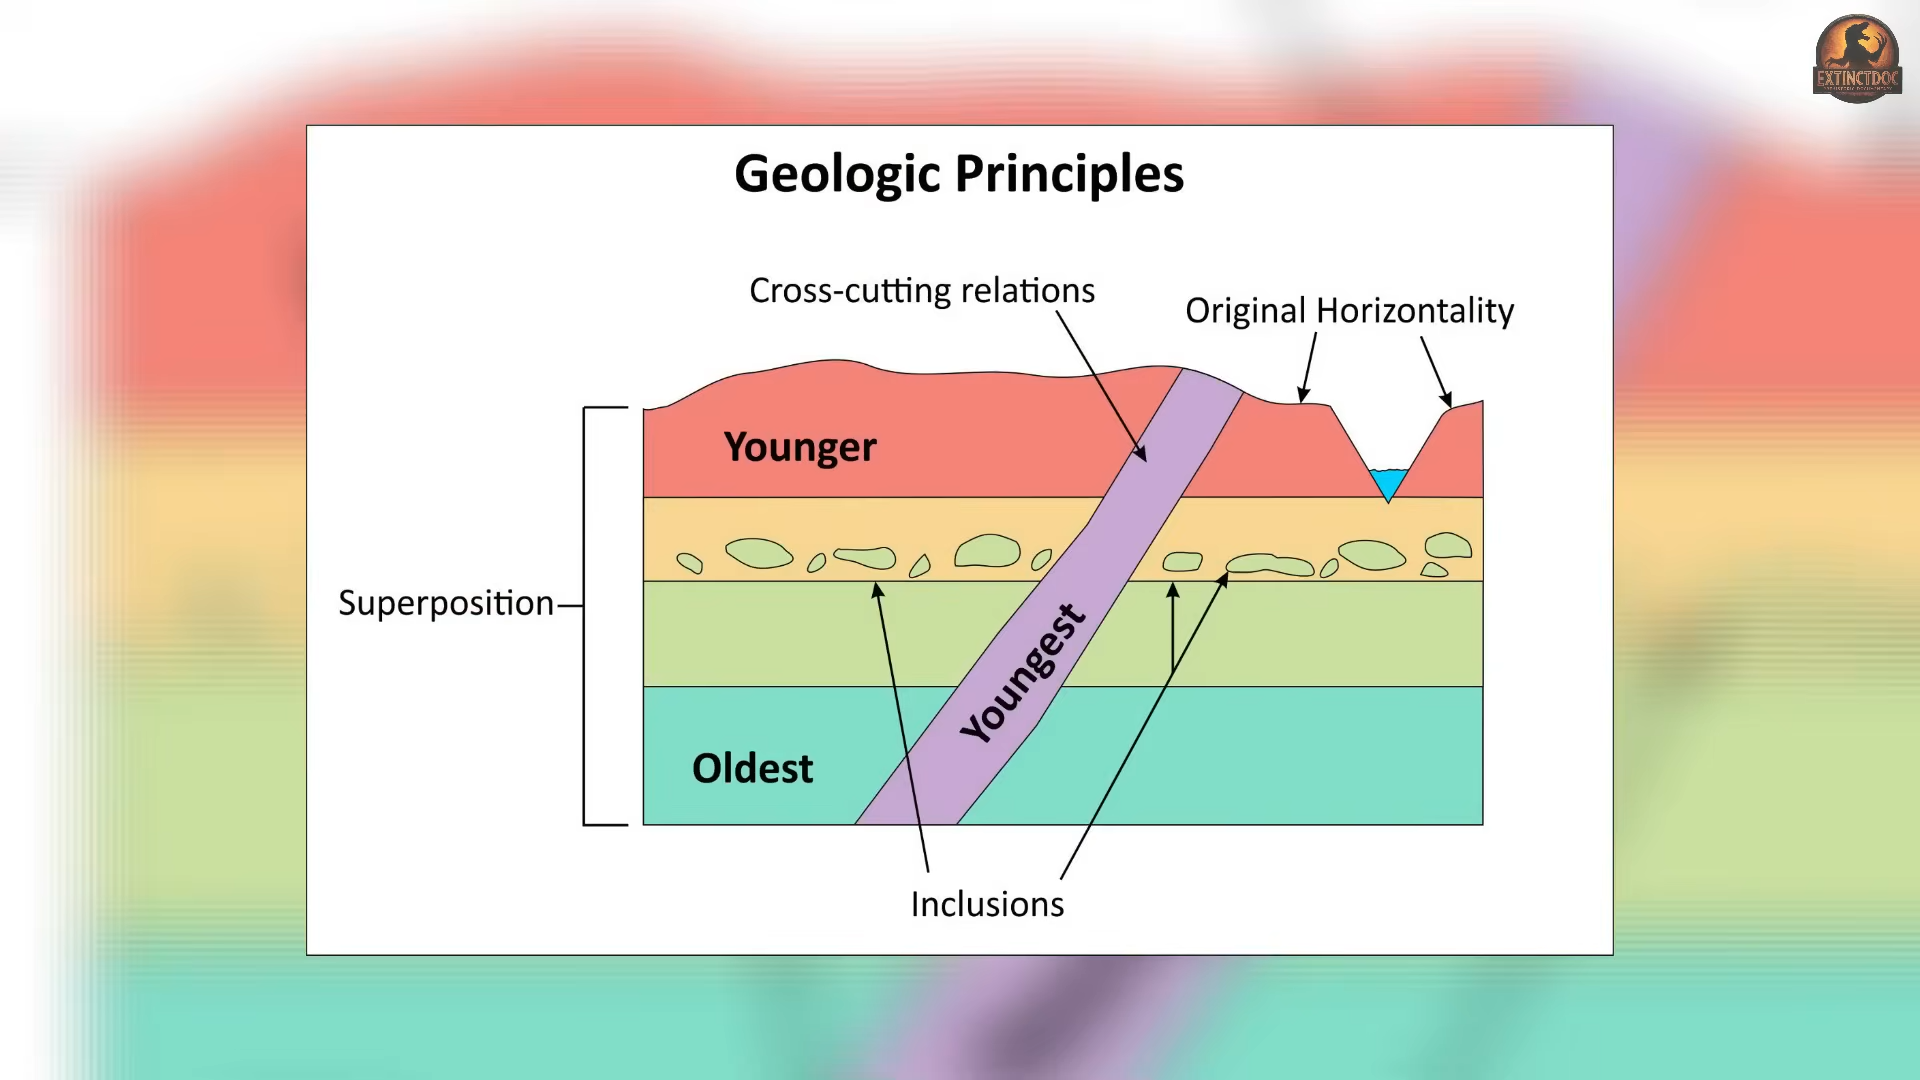 EXTINCTDOC
Geologic Principles
Cross-cutting relations
Original Horizontality
Younger
Superposition
Youngest
Oldest
Inclusions